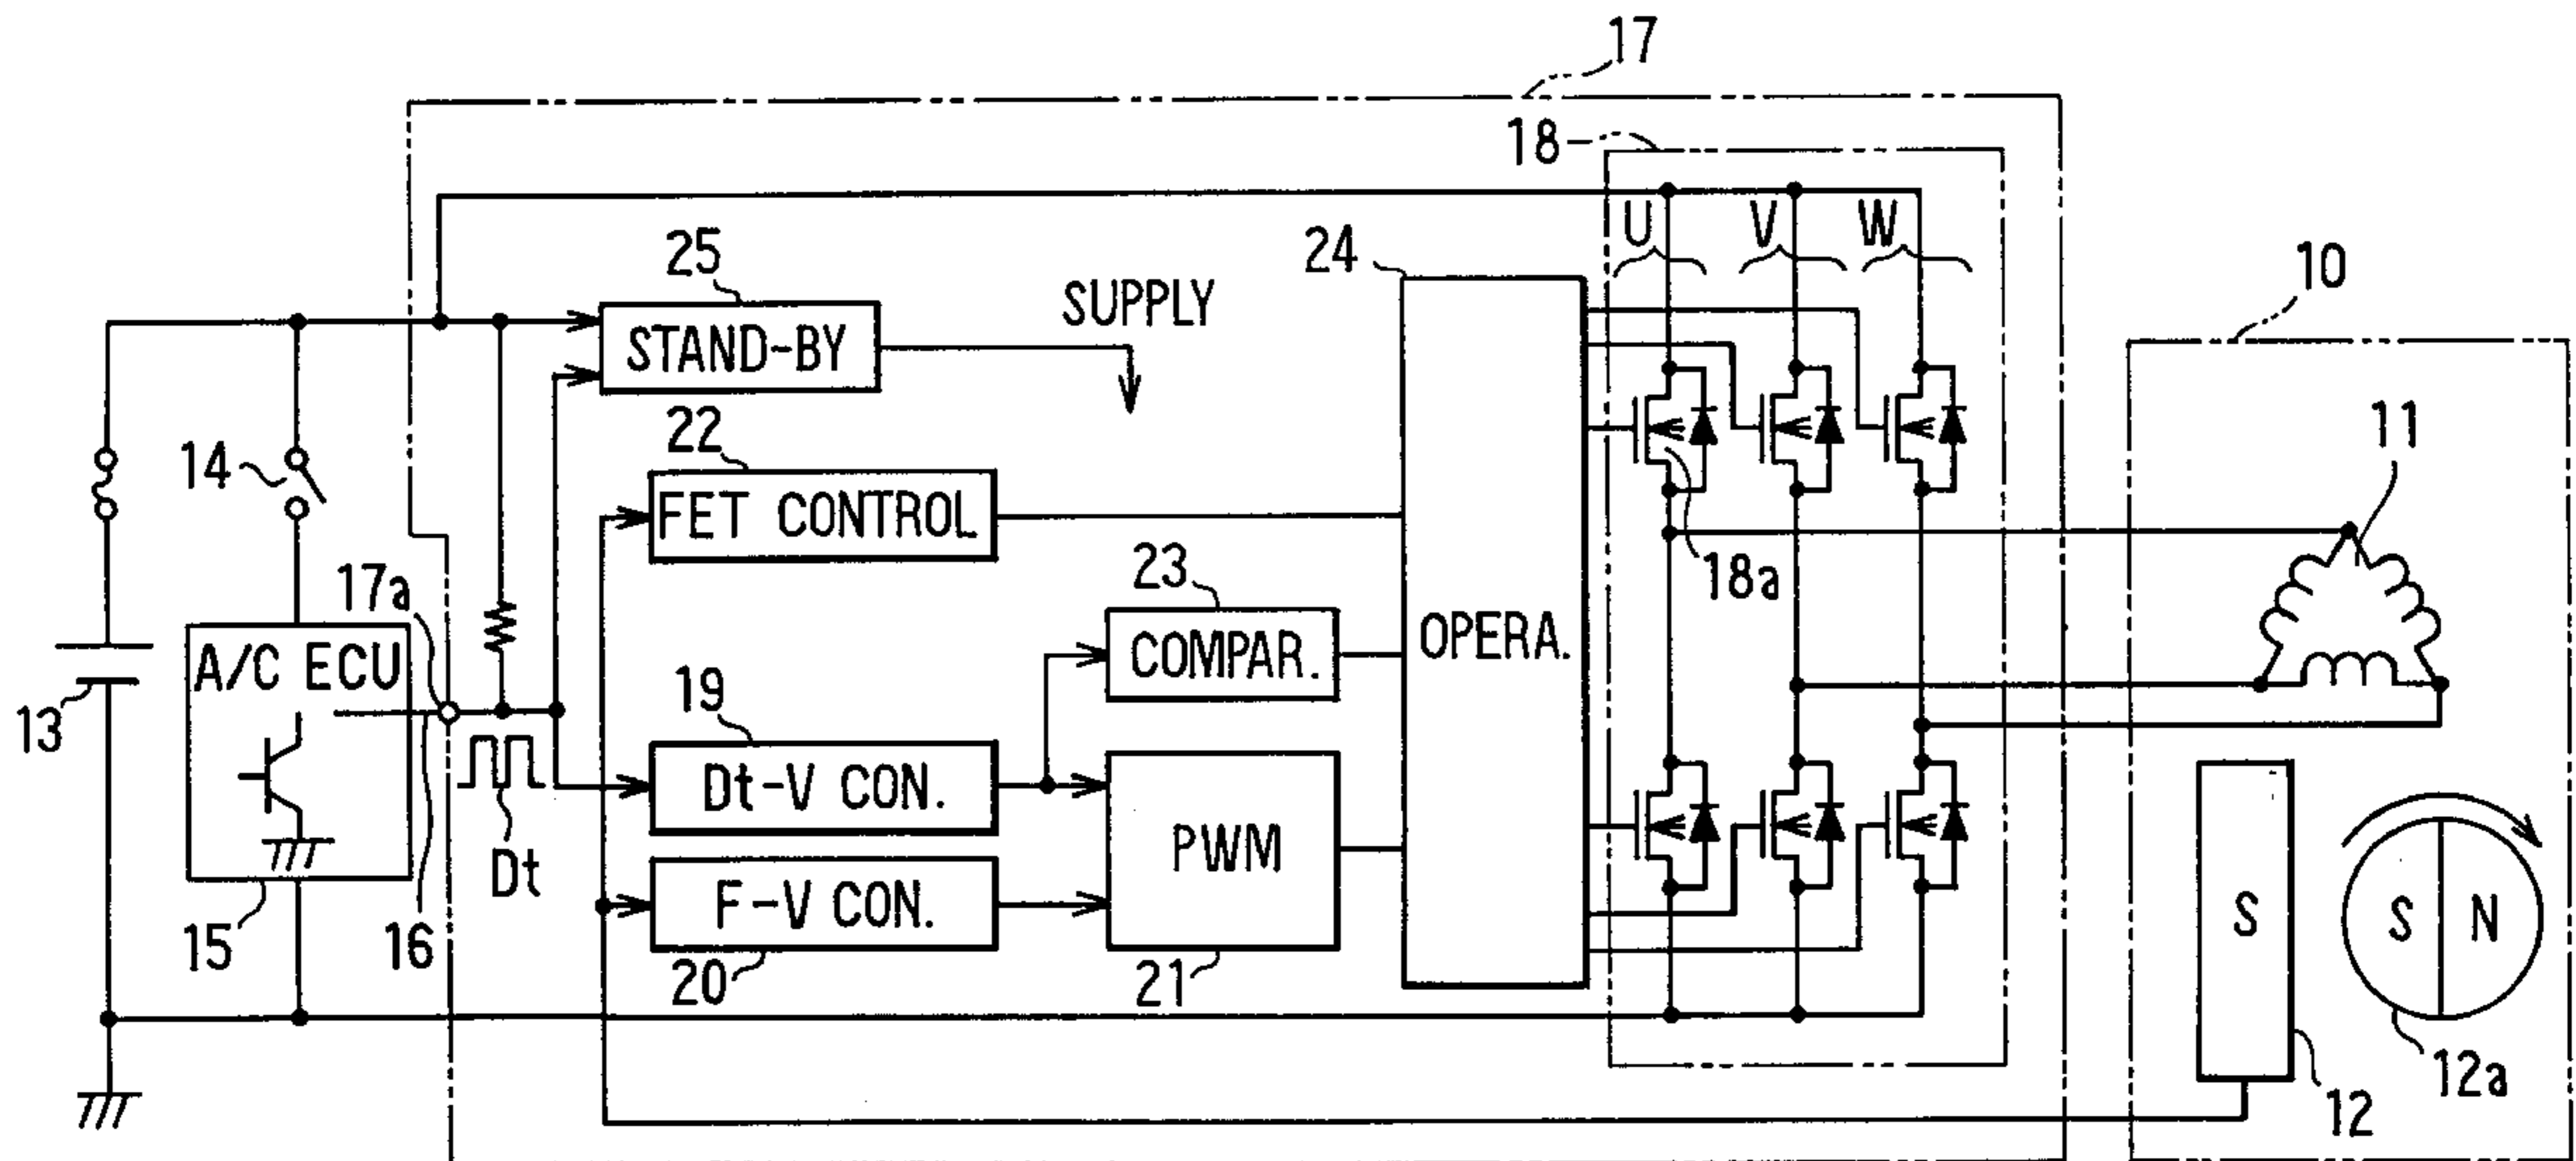 17
18
U V W
25
24
10
SUPPLY
STAND-BY
22
14
11
FET CONTROL
17a
23
18a
A/C ECU
COMPAR.
OPERA.
13
19
Dt-V CON.
PWM
Dt
F-V CON.
S
S N
15
16
20
21
12a
12